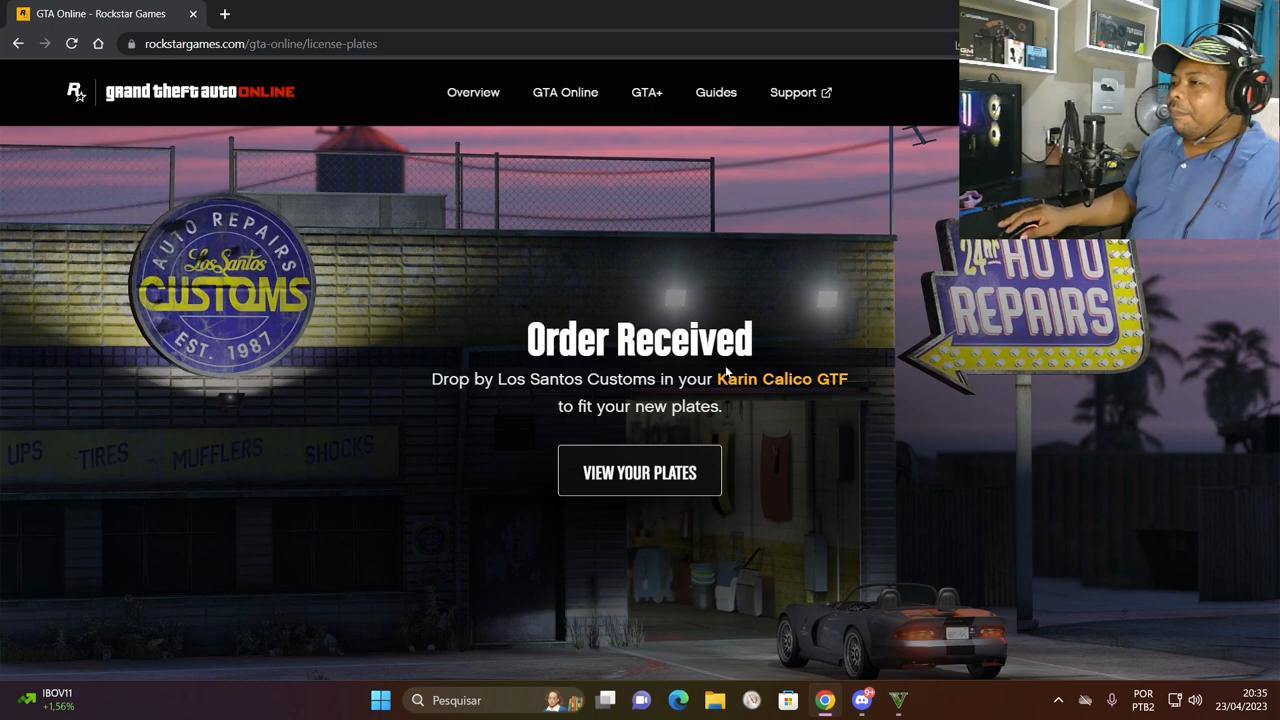 GTA Online - Rockstar Games
rockstargames.com/gta-online/license-plates
grand theft auto ONLINE
Overview
GTA Online
GTA+
Guides
Support
AUTO REPAIRS
Los Santos
CUSTOMS
EST. 1987
24HR AUTO
REPAIRS
UPS TIRES MUFFLERS SHOCKS
Order Received
Drop by Los Santos Customs in your Karin Calico GTF
to fit your new plates.
VIEW YOUR PLATES
IBOV11
+1,56%
Pesquisar
POR
PTB2
20:35
23/04/2023